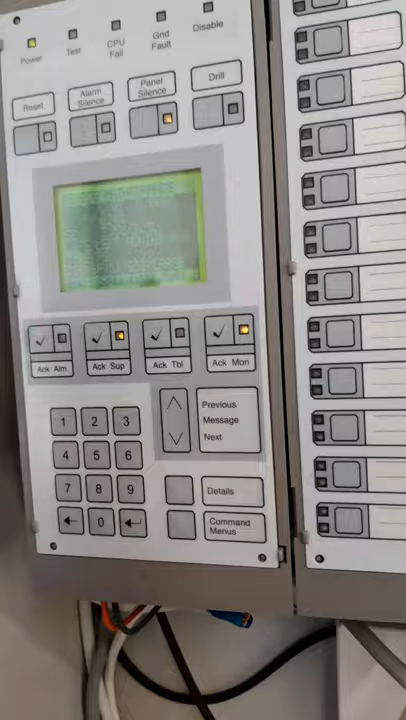 Power
Test
CPU
Fail
Gnd
Fault
Disable
Reset
Alarm
Silence
Panel
Silence
Drill
Ack Alm
Ack Sup
Ack Tbl
Ack Mon
Previous
Message
Next
1 2 3
4 5 6
7 8 9
0
Details
Command
Menus